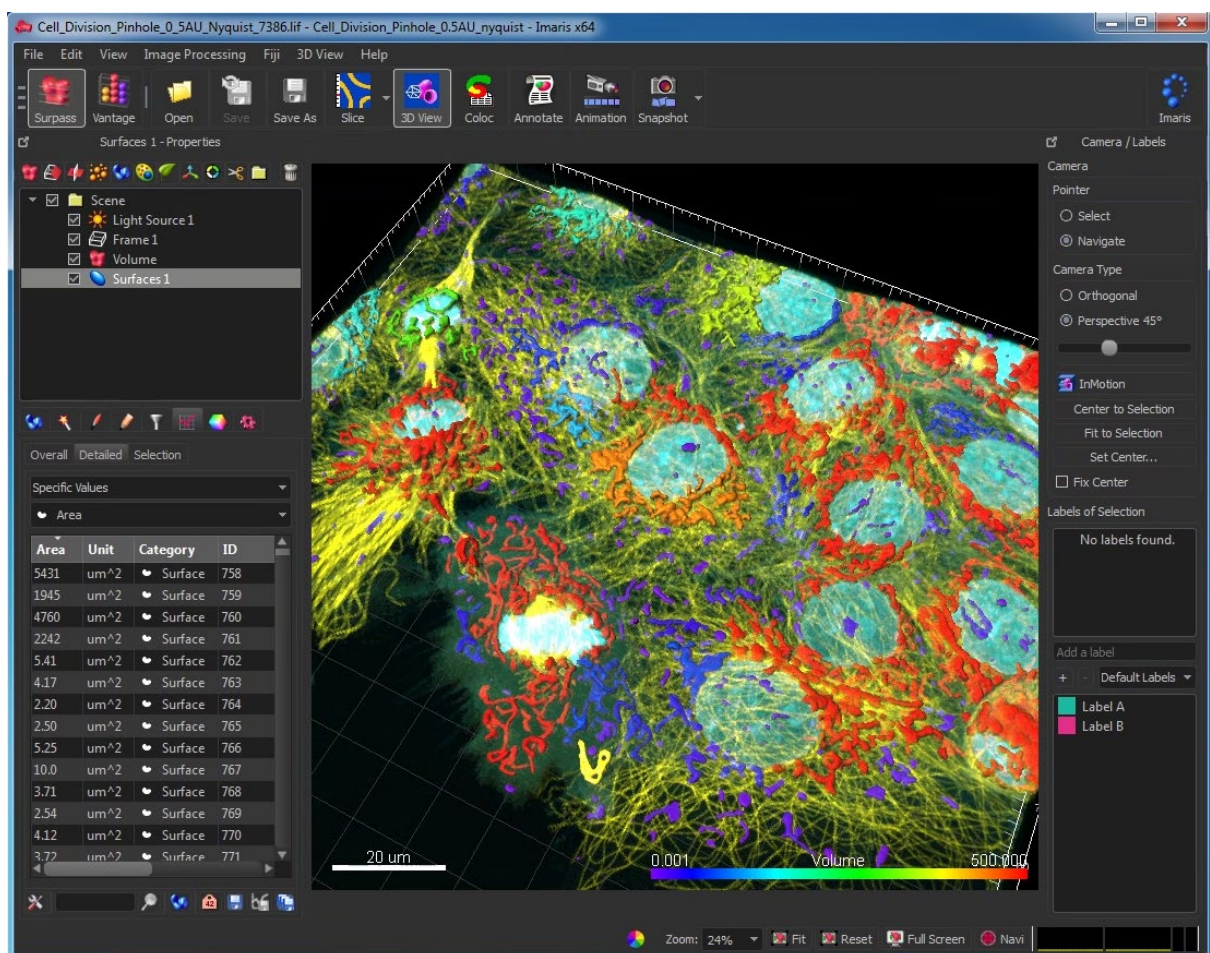 Cell_Division_Pinhole_0_5AU_Nyquist_7386.lif - Cell_Division_Pinhole_0.5AU_nyquist - Imaris x64
File Edit View Image Processing Fiji 3D View Help
Surpass Vantage Open Save Save As Slice 3D View Coloc Annotate Animation Snapshot Imaris
Surfaces 1 - Properties
Scene
Light Source 1
Frame 1
Volume
Surfaces 1
Overall Detailed Selection
Specific Values
Area
Area Unit Category ID
5431 um^2 Surface 758
1945 um^2 Surface 759
4760 um^2 Surface 760
2242 um^2 Surface 761
5.41 um^2 Surface 762
4.17 um^2 Surface 763
2.20 um^2 Surface 764
2.50 um^2 Surface 765
5.25 um^2 Surface 766
10.0 um^2 Surface 767
3.71 um^2 Surface 768
2.54 um^2 Surface 769
4.12 um^2 Surface 770
3.72 um^2 Surface 771
42
20 um
0.001 Volume 500.000
Camera / Labels
Camera
Pointer
Select
Navigate
Camera Type
Orthogonal
Perspective 45°
InMotion
Center to Selection
Fit to Selection
Set Center...
Fix Center
Labels of Selection
No labels found.
Add a label
+ - Default Labels
Label A
Label B
Zoom: 24% Fit Reset Full Screen Navi